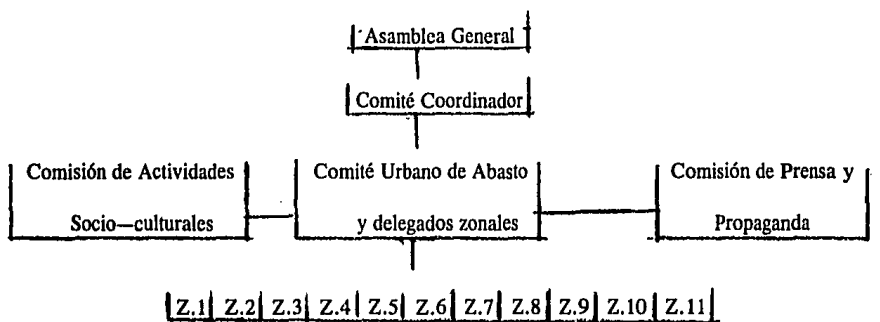 Asamblea General
Comité Coordinador
Comisión de Actividades
Socio—culturales
Comité Urbano de Abasto
y delegados zonales
Comisión de Prensa y
Propaganda
Z.1 Z.2 Z.3 Z.4 Z.5 Z.6 Z.7 Z.8 Z.9 Z.10 Z.11